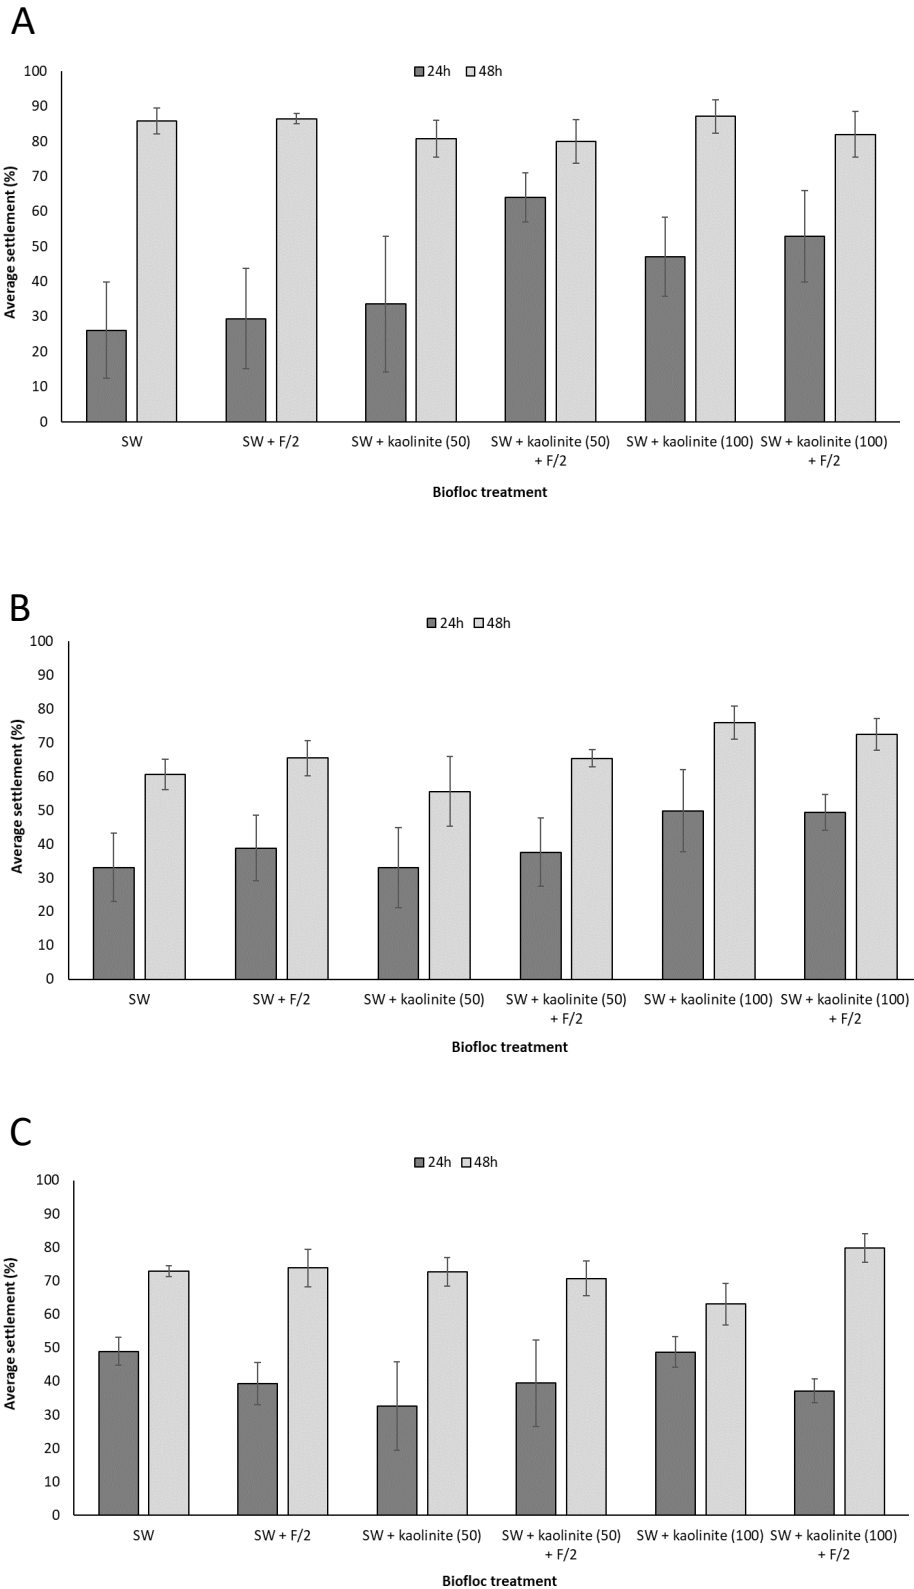 A
24h 48h
100
90
80
70
60
50
40
30
20
10
0
Average settlement (%)
SW SW + F/2 SW + kaolinite (50) SW + kaolinite (50) SW + kaolinite (100) SW + kaolinite (100)
+ F/2 + F/2
Biofloc treatment
B
24h 48h
100
90
80
70
60
50
40
30
20
10
0
Average settlement (%)
SW SW + F/2 SW + kaolinite (50) SW + kaolinite (50) SW + kaolinite (100) SW + kaolinite (100)
+ F/2 + F/2
Biofloc treatment
C
24h 48h
100
90
80
70
60
50
40
30
20
10
0
Average settlement (%)
SW SW + F/2 SW + kaolinite (50) SW + kaolinite (50) SW + kaolinite (100) SW + kaolinite (100)
+ F/2 + F/2
Biofloc treatment